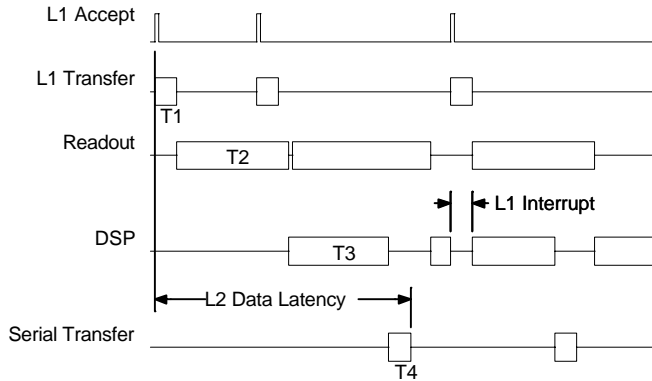 L1 Accept
L1 Transfer
T1
Readout
T2
L1 Interrupt
DSP
T3
L2 Data Latency
Serial Transfer
T4